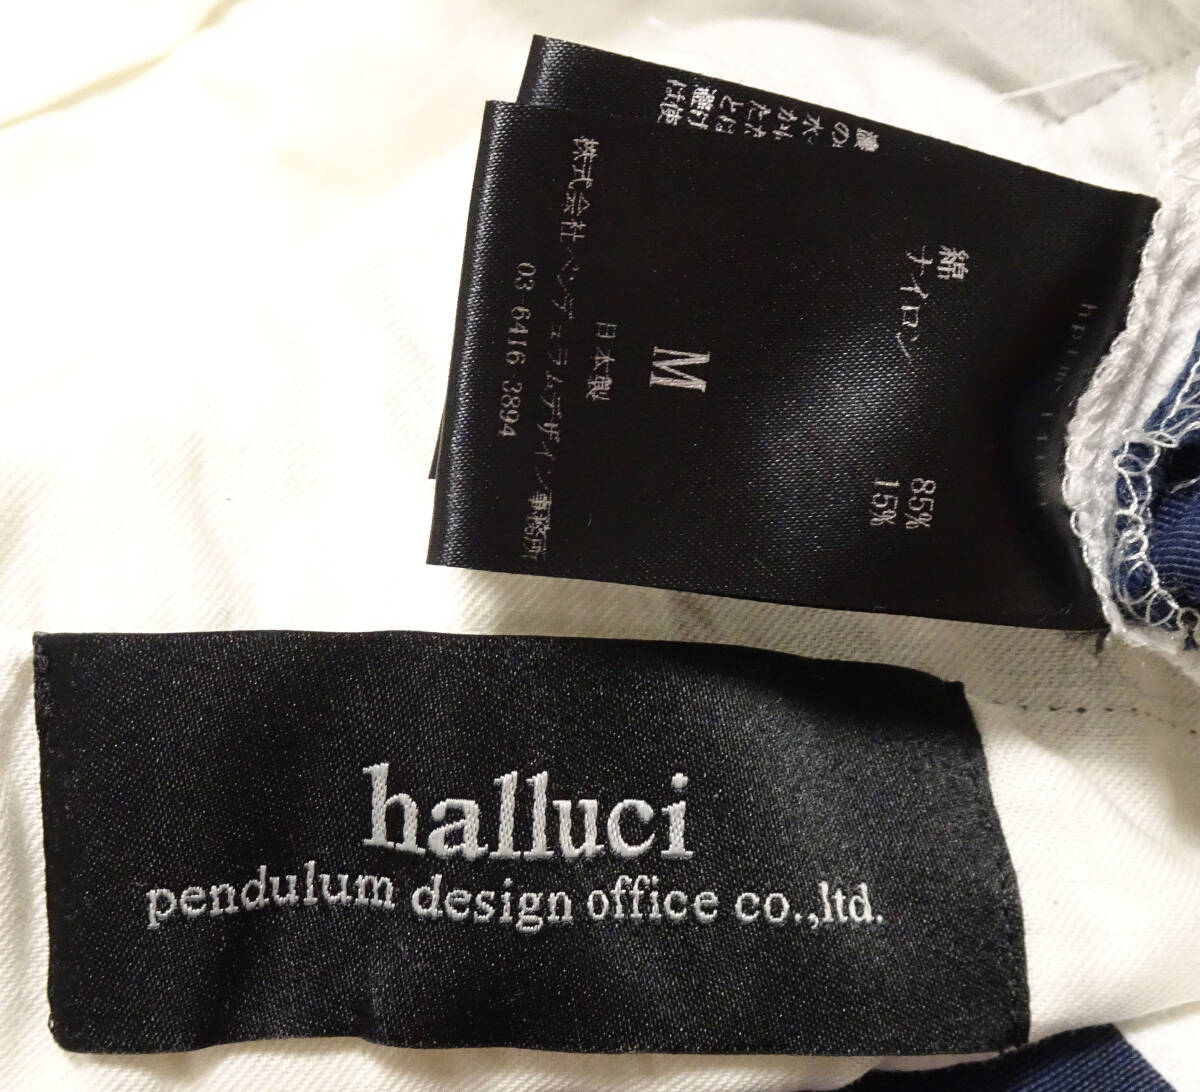 綿 85%
ナイロン 15%
M
日本製
株式会社ペンデュラムデザイン事務所
03-6416-3894
halluci
pendulum design office co.,ltd.